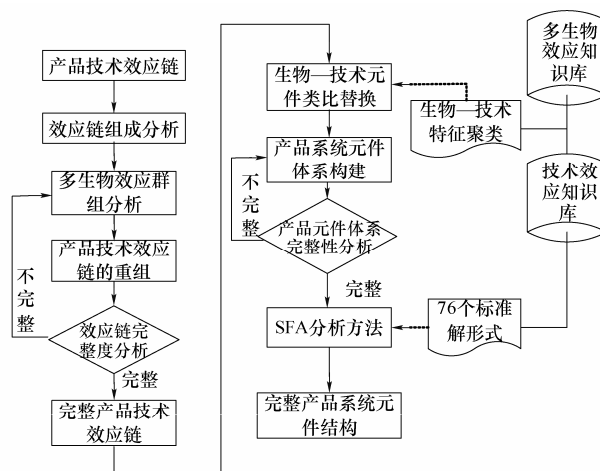 产品技术效应链
效应链组成分析
多生物效应群
组分析
产品技术效应
链的重组
不
完
整
效应链完
整度分析
完整
完整产品技术
效应链
生物—技术元
件类比替换
产品系统元件
体系构建
不
完
整
产品元件体系
完整性分析
完整
SFA分析方法
完整产品系统元
件结构
多生物
效应知
识库
生物—技术
特征聚类
技术效
应知识
库
76个标准
解形式